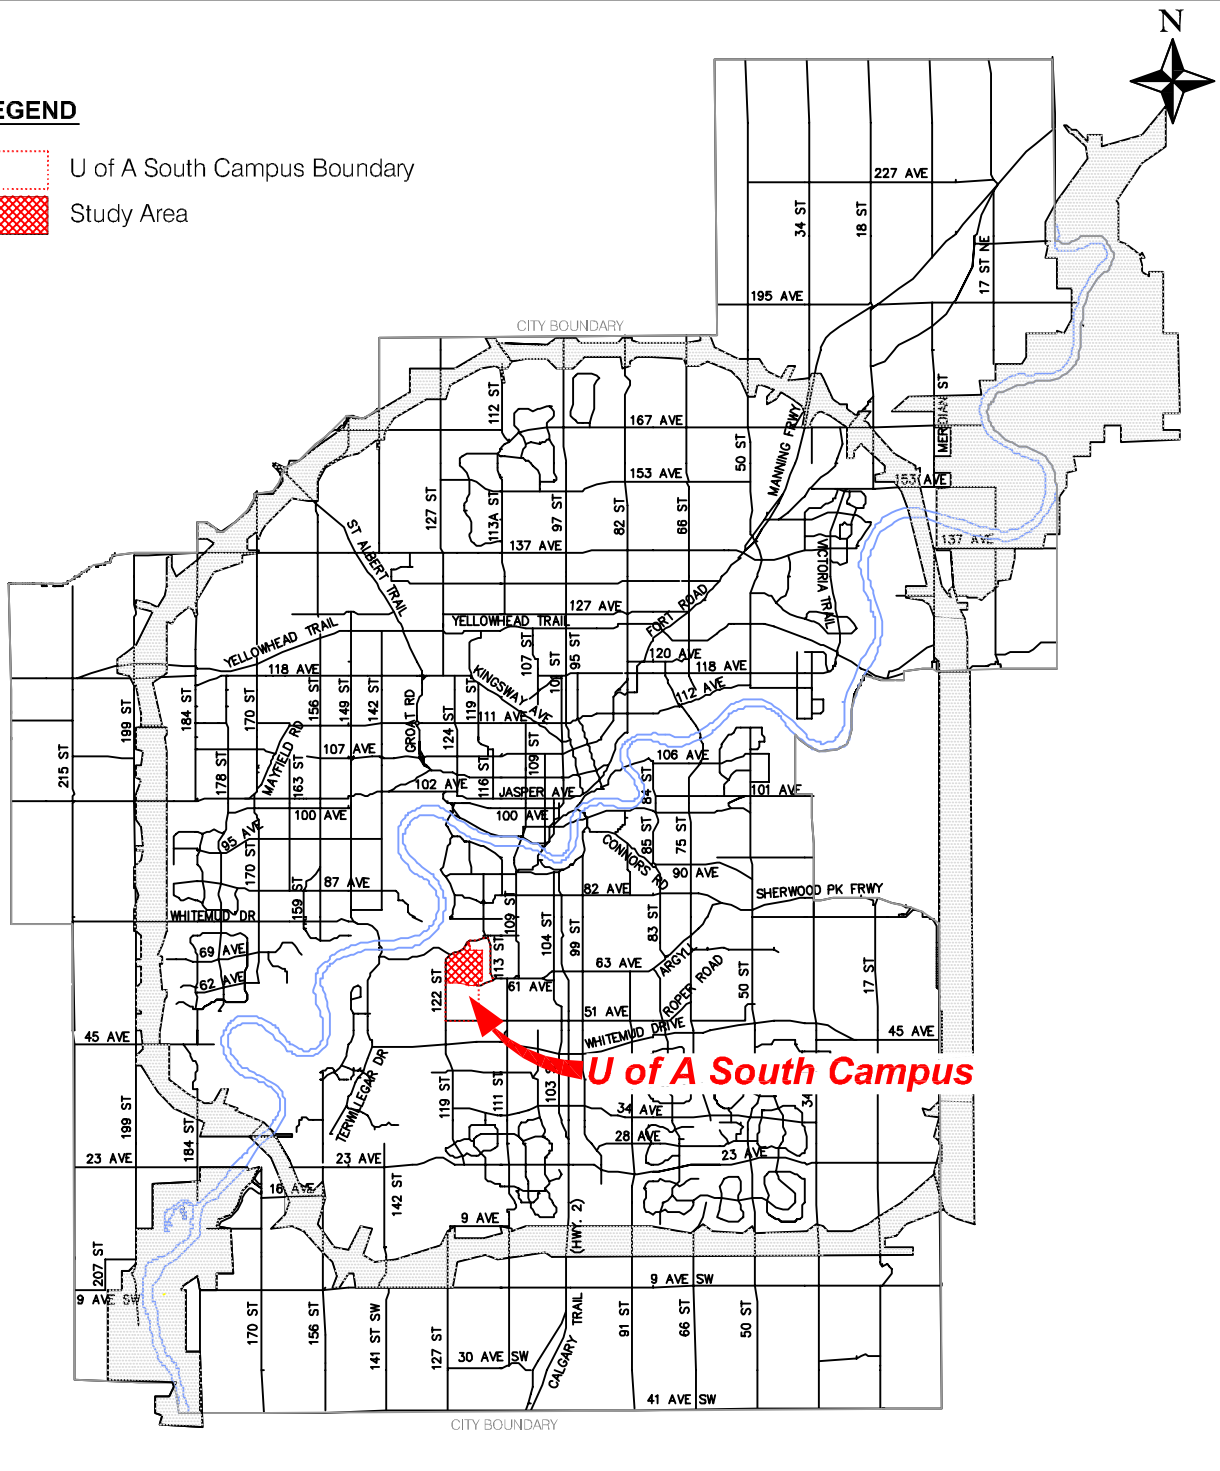 N
EGEND
U of A South Campus Boundary
Study Area
227 AVE
34 ST
18 ST
17 ST NE
195 AVE
CITY BOUNDARY
112 ST
167 AVE
MERIDIAN ST
MANNING FRWY
50 ST
153 AVE
153 AVE
127 ST
113A ST
97 ST
82 ST
66 ST
137 AVE
137 AVE
ST ALBERT TRAIL
VICTORIA TRAIL
127 AVE
FORT ROAD
YELLOWHEAD TRAIL
YELLOWHEAD TRAIL
107 ST
101 ST
95 ST
120 AVE
118 AVE
118 AVE
KINGSWAY AVE
112 AVE
199 ST
184 ST
170 ST
156 ST
149 ST
142 ST
GROAT RD
119 ST
111 AVE
124 ST
215 ST
178 ST
MAYFIELD RD
163 ST
107 AVE
109 ST
106 AVE
116 ST
102 AVE
JASPER AVE
84 ST
101 AVE
100 AVE
100 AVE
95 AVE
85 ST
75 ST
CONNORS RD
170 ST
90 AVE
87 AVE
82 AVE
SHERWOOD PK FRWY
159 ST
WHITEMUD DR
109 ST
104 ST
99 ST
83 ST
69 AVE
113 ST
63 AVE
ARGYLL
62 AVE
122 ST
61 AVE
ROPER ROAD
50 ST
17 ST
51 AVE
WHITEMUD DRIVE
45 AVE
45 AVE
U of A South Campus
TERWILLEGAR DR
119 ST
111 ST
103 S
34
34 AVE
199 ST
184 ST
28 AVE
23 AVE
23 AVE
23 AVE
16 AVE
142 ST
9 AVE
(HWY. 2)
207 ST
9 AVE SW
9 AVE SW
170 ST
156 ST
141 ST SW
127 ST
CALGARY TRAIL
91 ST
66 ST
50 ST
30 AVE SW
41 AVE SW
CITY BOUNDARY